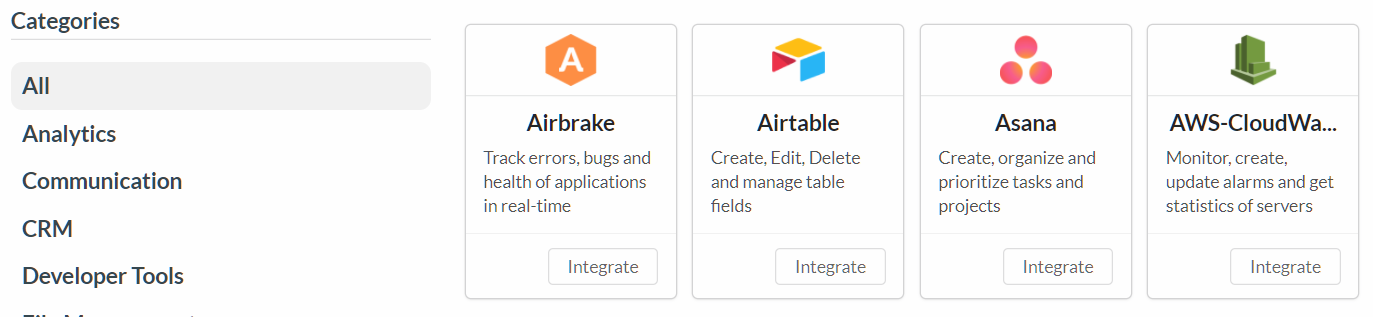 Categories
All
Analytics
Communication
CRM
Developer Tools
A
Airbrake
Track errors, bugs and
health of applications
in real-time
Integrate
Airtable
Create, Edit, Delete
and manage table
fields
Integrate
Asana
Create, organize and
prioritize tasks and
projects
Integrate
AWS-CloudWa...
Monitor, create,
update alarms and get
statistics of servers
Integrate